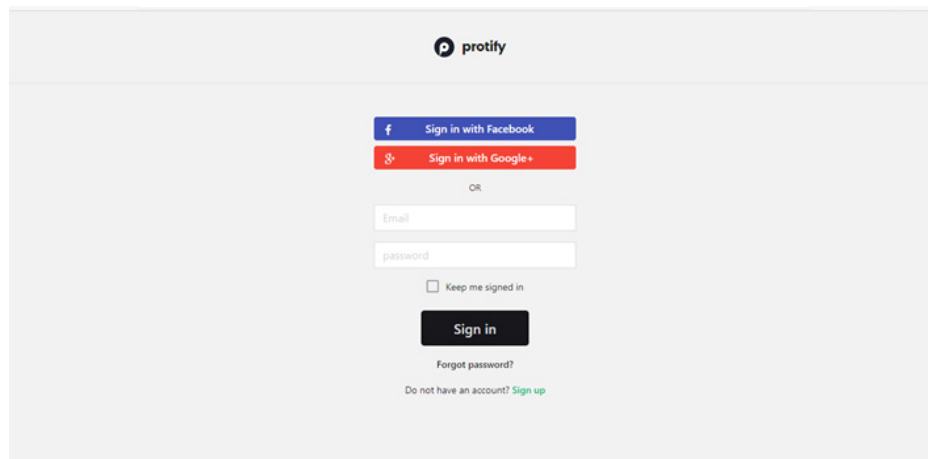 protify
Sign in with Facebook
Sign in with Google+
OR
Email
password
Keep me signed in
Sign in
Forgot password?
Do not have an account? Sign up